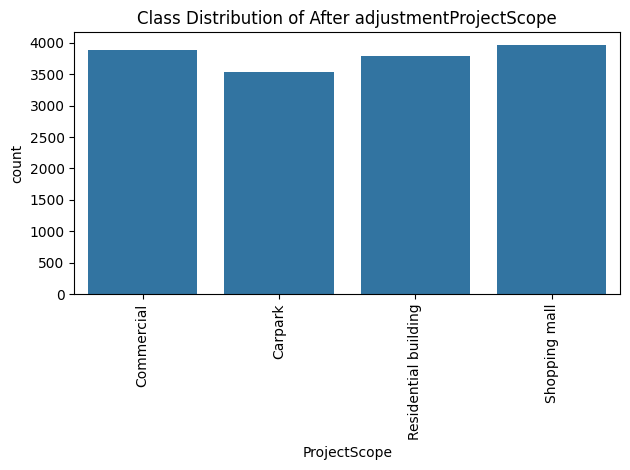 Class Distribution of After adjustmentProjectScope
4000
3500
3000
2500
2000
1500
1000
500
0
count
Commercial
Carpark
Residential building
Shopping mall
ProjectScope